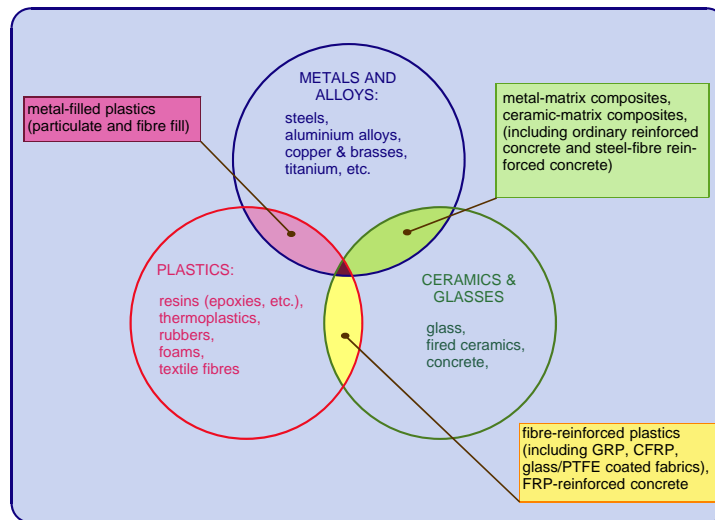 METALS AND
ALLOYS:
steels,
aluminium alloys,
copper & brasses,
titanium, etc.
metal-filled plastics
(particulate and fibre fill)
metal-matrix composites,
ceramic-matrix composites,
(including ordinary reinforced
concrete and steel-fibre rein-
forced concrete)
PLASTICS:
resins (epoxies, etc.),
thermoplastics,
rubbers,
foams,
textile fibres
CERAMICS &
GLASSES
glass,
fired ceramics,
concrete,
fibre-reinforced plastics
(including GRP, CFRP,
glass/PTFE coated fabrics),
FRP-reinforced concrete